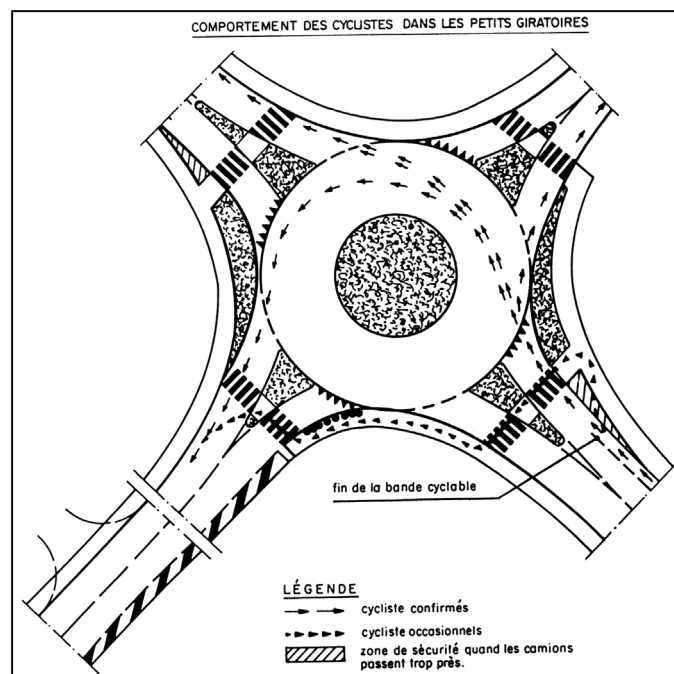 COMPORTEMENT DES CYCLISTES DANS LES PETITS GIRATOIRES
fin de la bande cyclable
LÉGENDE
cycliste confirmés
cycliste occasionnels
zone de sécurité quand les camions
passent trop près.